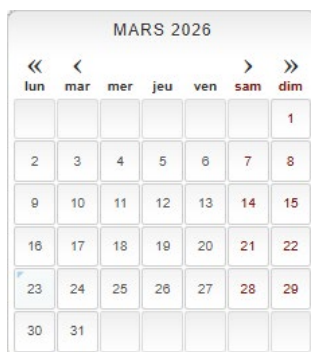 MARS 2026
« ‹ › »
lun mar mer jeu ven sam dim
1
2 3 4 5 6 7 8
9 10 11 12 13 14 15
16 17 18 19 20 21 22
23 24 25 26 27 28 29
30 31